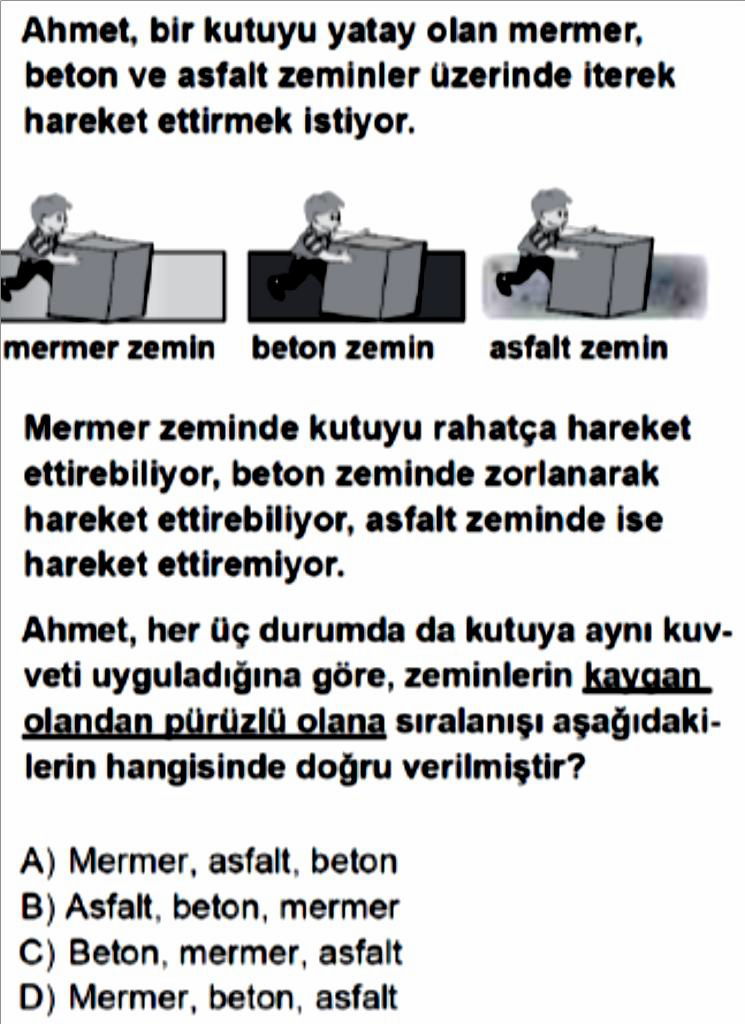 Ahmet, bir kutuyu yatay olan mermer,
beton ve asfalt zeminler üzerinde iterek
hareket ettirmek istiyor.
mermer zemin beton zemin asfalt zemin
Mermer zeminde kutuyu rahatça hareket
ettirebiliyor, beton zeminde zorlanarak
hareket ettirebiliyor, asfalt zeminde ise
hareket ettiremiyor.
Ahmet, her üç durumda da kutuya aynı kuv-
veti uyguladığına göre, zeminlerin kaygan
olandan pürüzlü olana sıralanışı aşağıdaki-
lerin hangisinde doğru verilmiştir?
A) Mermer, asfalt, beton
B) Asfalt, beton, mermer
C) Beton, mermer, asfalt
D) Mermer, beton, asfalt